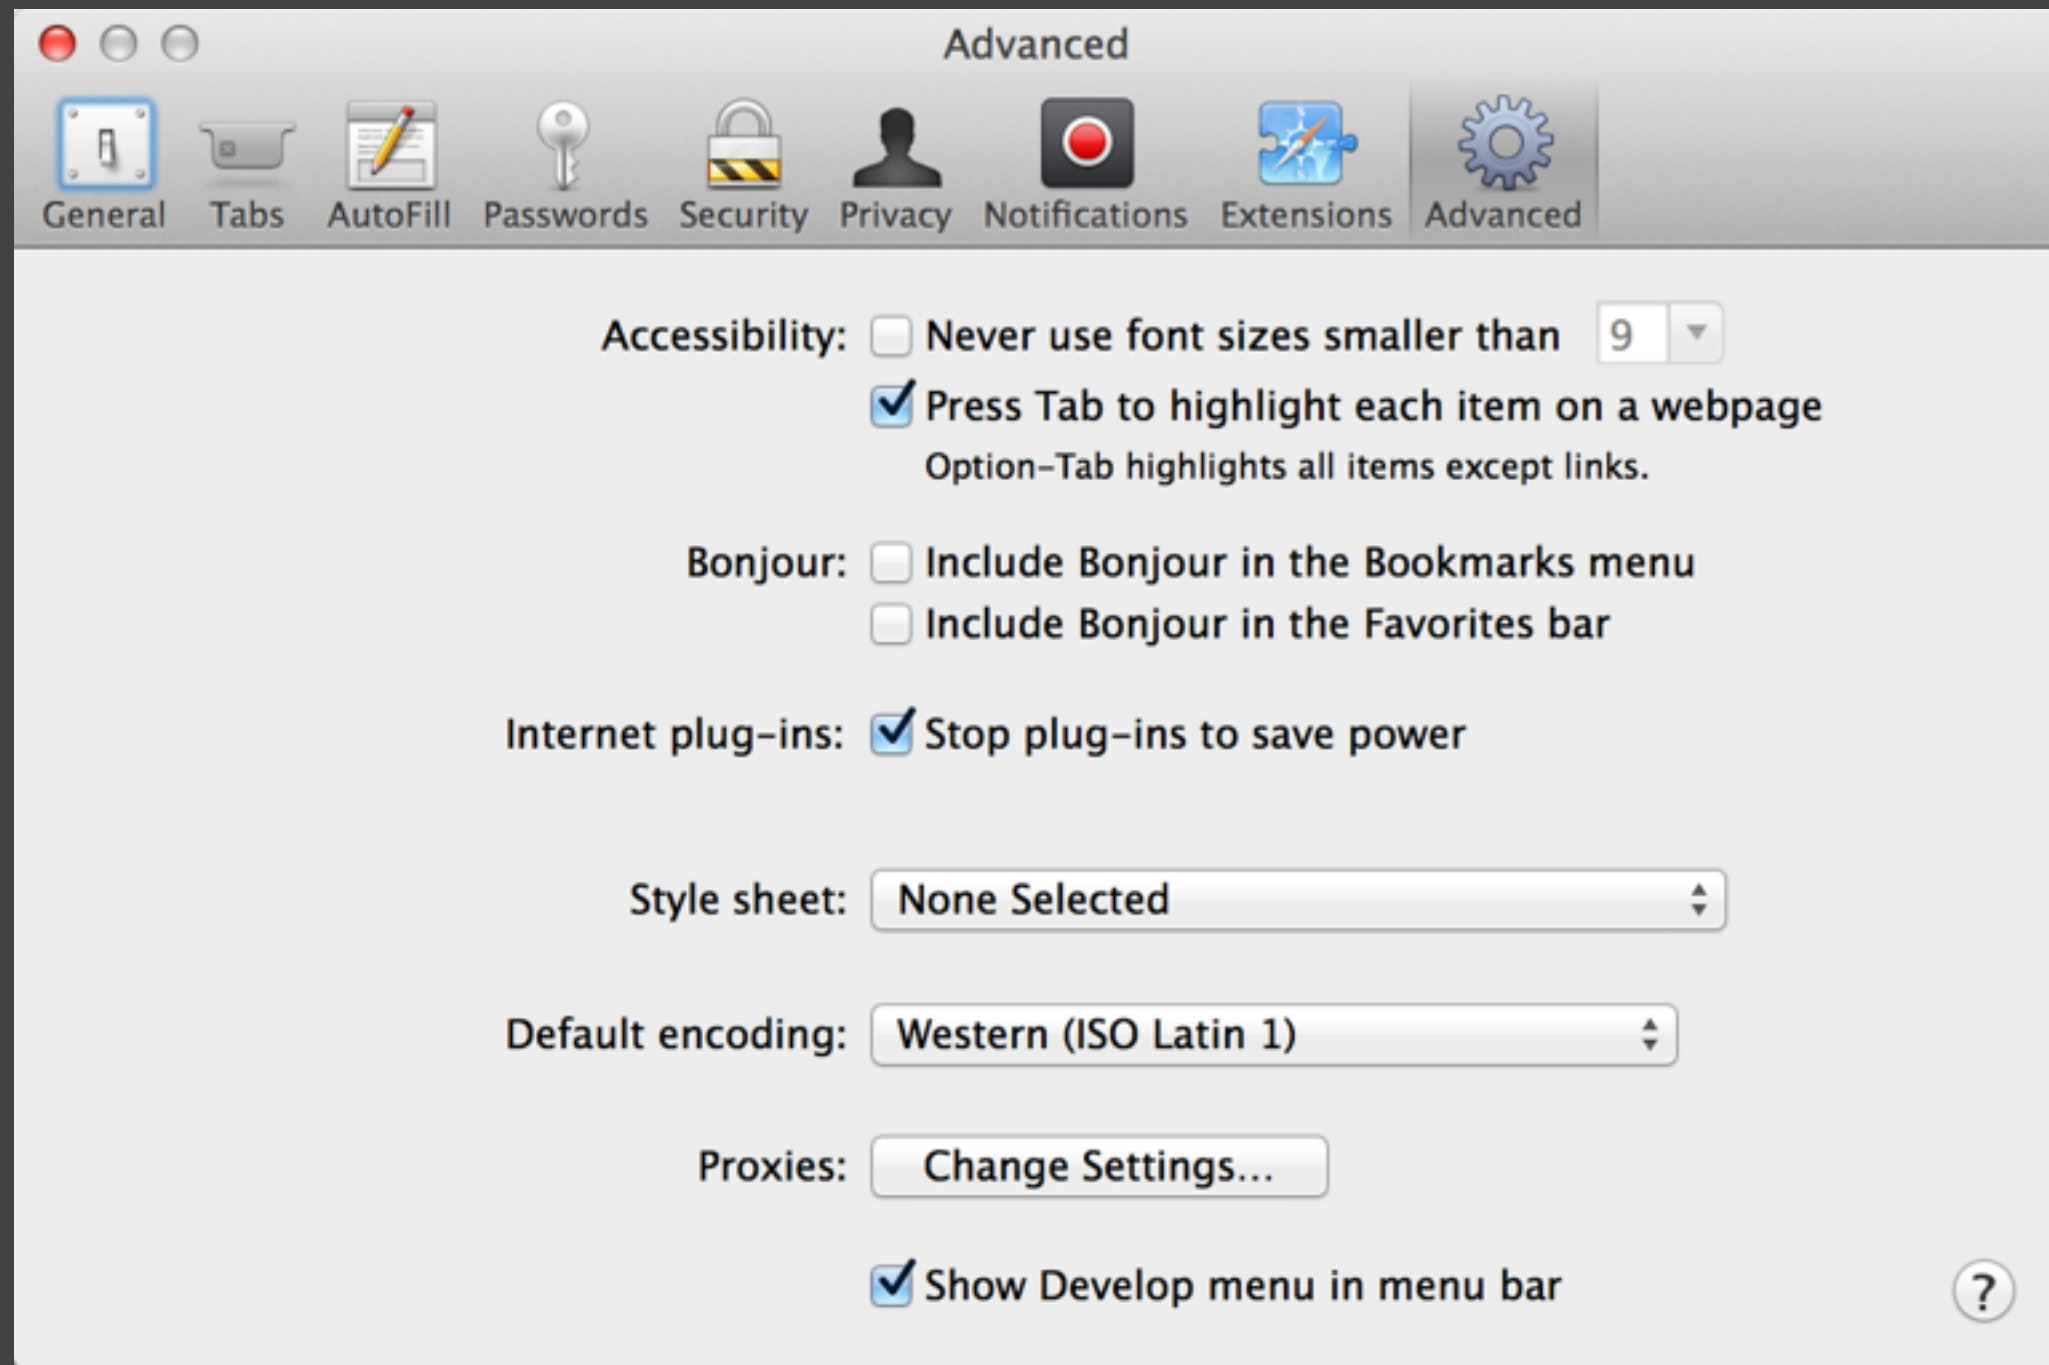 Advanced
General Tabs AutoFill Passwords Security Privacy Notifications Extensions Advanced
Accessibility: Never use font sizes smaller than 9
Press Tab to highlight each item on a webpage
Option-Tab highlights all items except links.
Bonjour: Include Bonjour in the Bookmarks menu
Include Bonjour in the Favorites bar
Internet plug-ins: Stop plug-ins to save power
Style sheet: None Selected
Default encoding: Western (ISO Latin 1)
Proxies: Change Settings...
Show Develop menu in menu bar
?